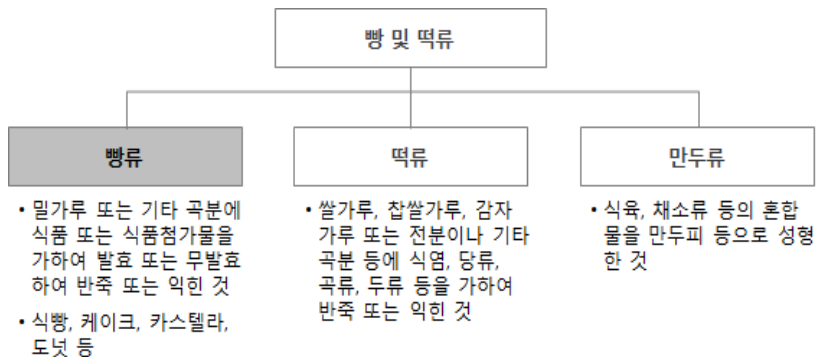 빵 및 떡류
빵류
• 밀가루 또는 기타 곡분에
식품 또는 식품첨가물을
가하여 발효 또는 무발효
하여 반죽 또는 익힌 것
• 식빵, 케이크, 카스텔라,
도넛 등
떡류
• 쌀가루, 찹쌀가루, 감자
가루 또는 전분이나 기타
곡분 등에 식염, 당류,
곡류, 두류 등을 가하여
반죽 또는 익힌 것
만두류
• 식육, 채소류 등의 혼합
물을 만두피 등으로 성형
한 것